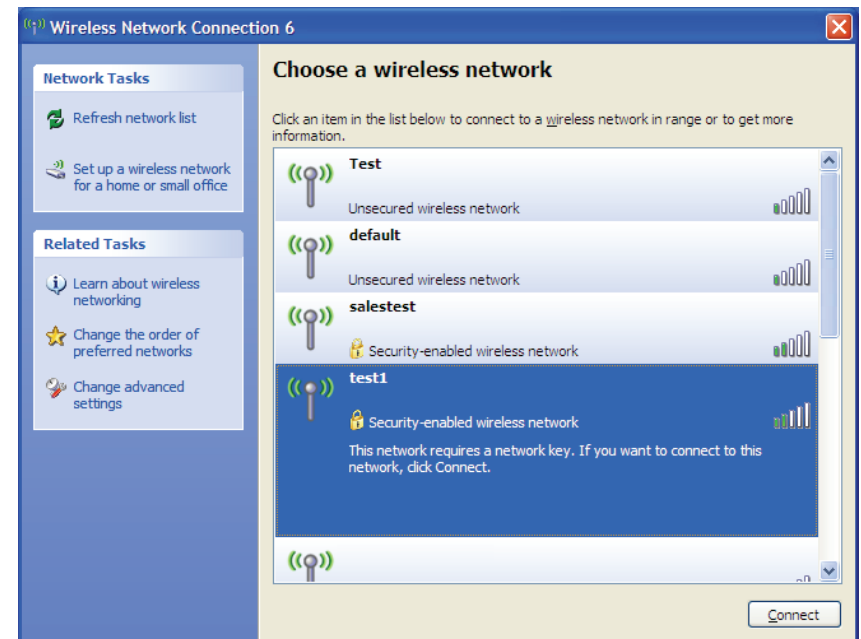 Wireless Network Connection 6
Network Tasks
Refresh network list
Set up a wireless network
for a home or small office
Related Tasks
Learn about wireless
networking
Change the order of
preferred networks
Change advanced
settings
Choose a wireless network
Click an item in the list below to connect to a wireless network in range or to get more
information.
Test
Unsecured wireless network
default
Unsecured wireless network
salestest
Security-enabled wireless network
test1
Security-enabled wireless network
This network requires a network key. If you want to connect to this
network, click Connect.
Connect